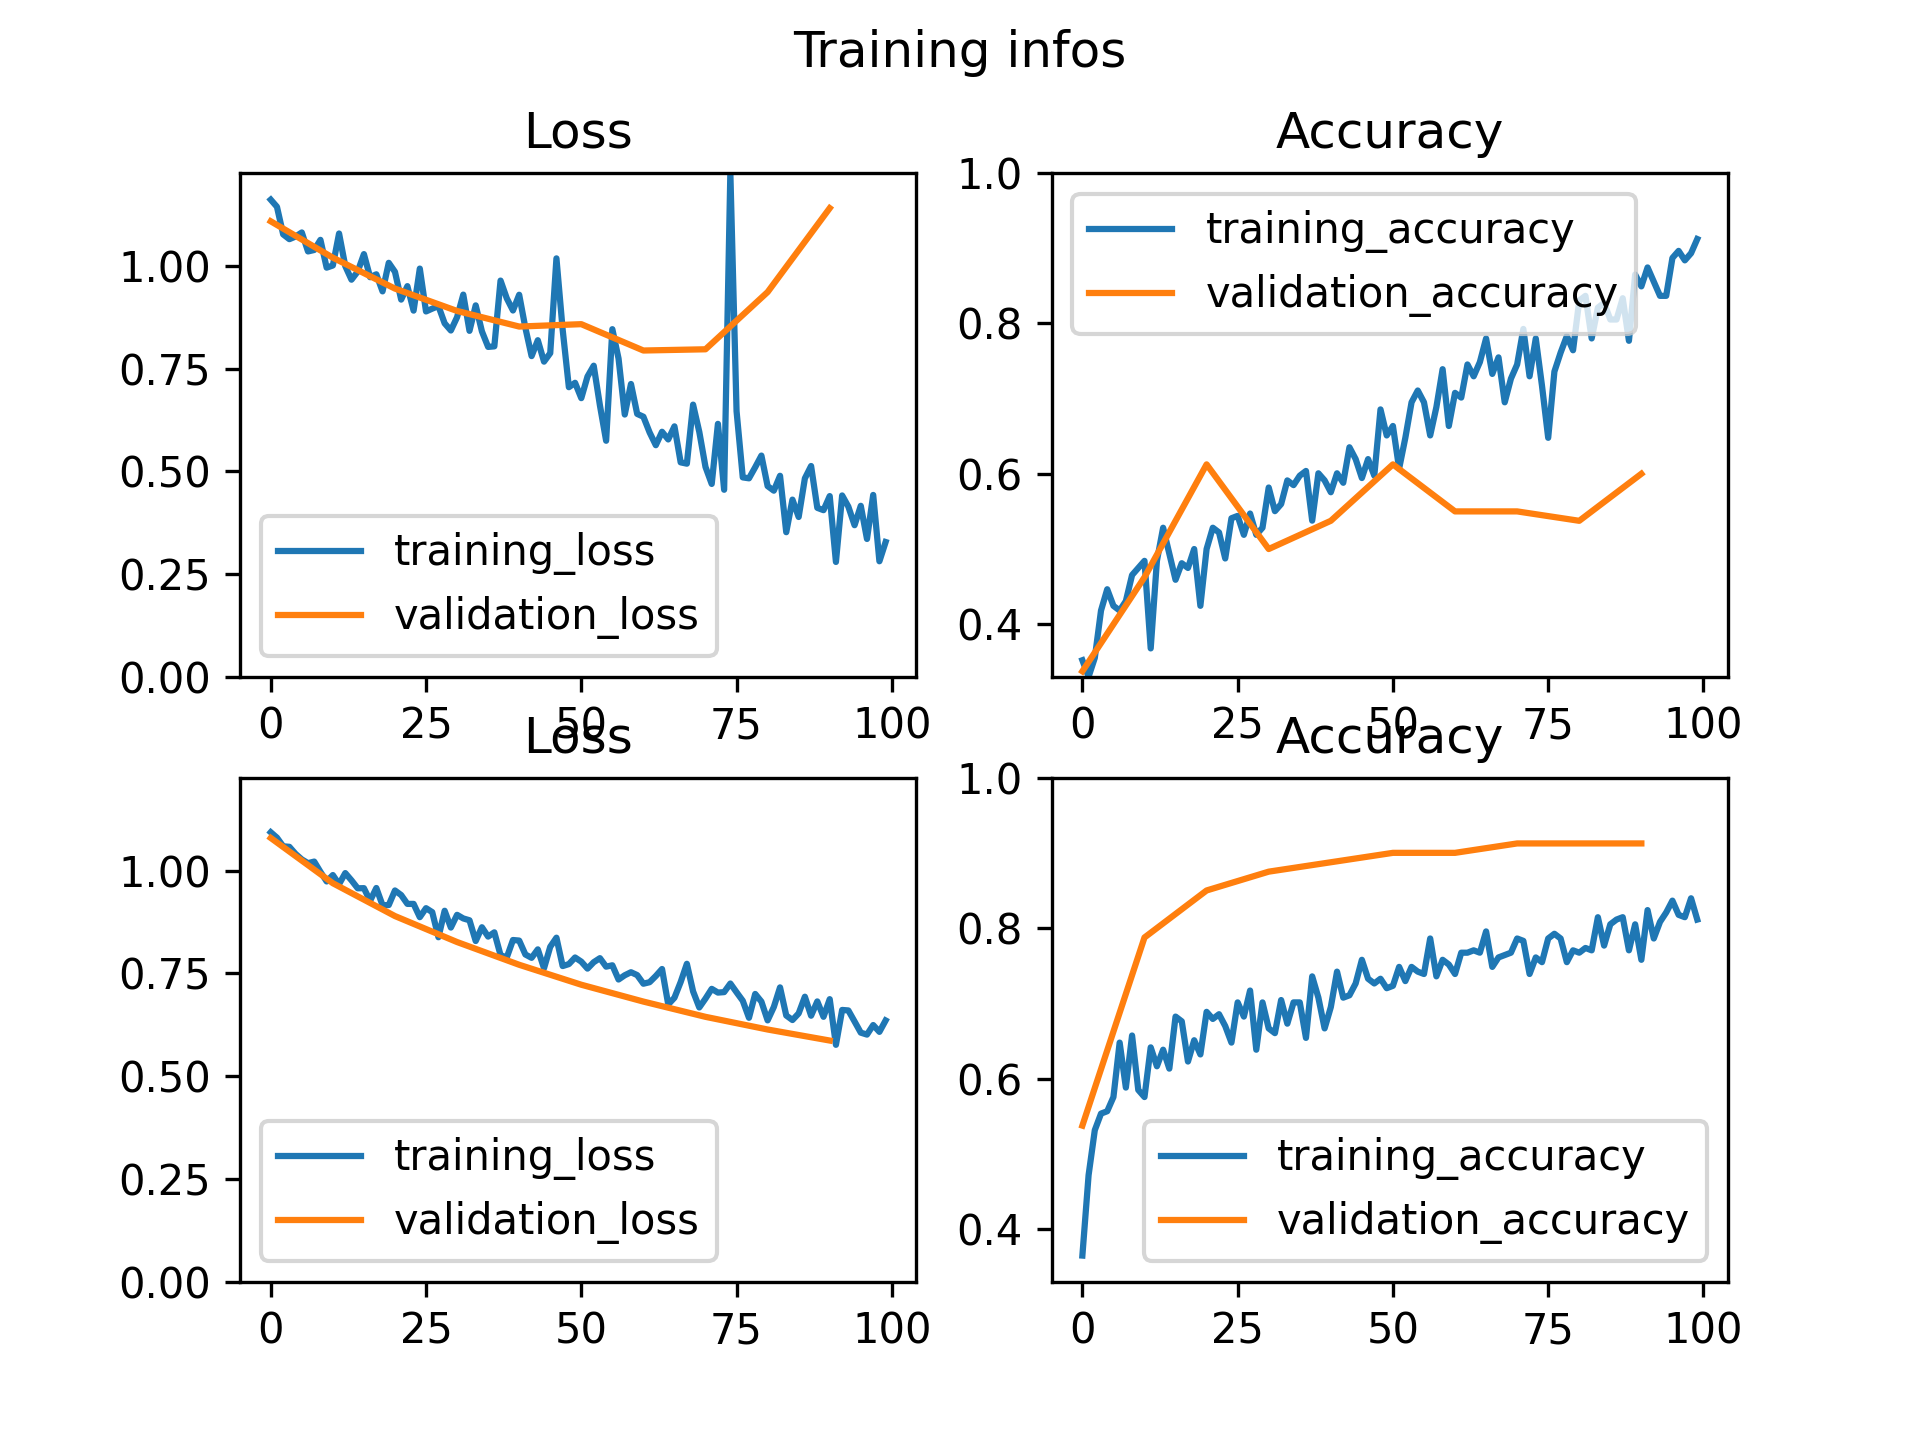 Training infos
Loss
Accuracy
1.00
0.75
0.50
0.25
0.00
training_loss
validation_loss
0 25 50 75 100
1.0
0.8
0.6
0.4
training_accuracy
validation_accuracy
0 25 50 75 100
Loss
Accuracy
1.00
0.75
0.50
0.25
0.00
training_loss
validation_loss
0 25 50 75 100
1.0
0.8
0.6
0.4
training_accuracy
validation_accuracy
0 25 50 75 100